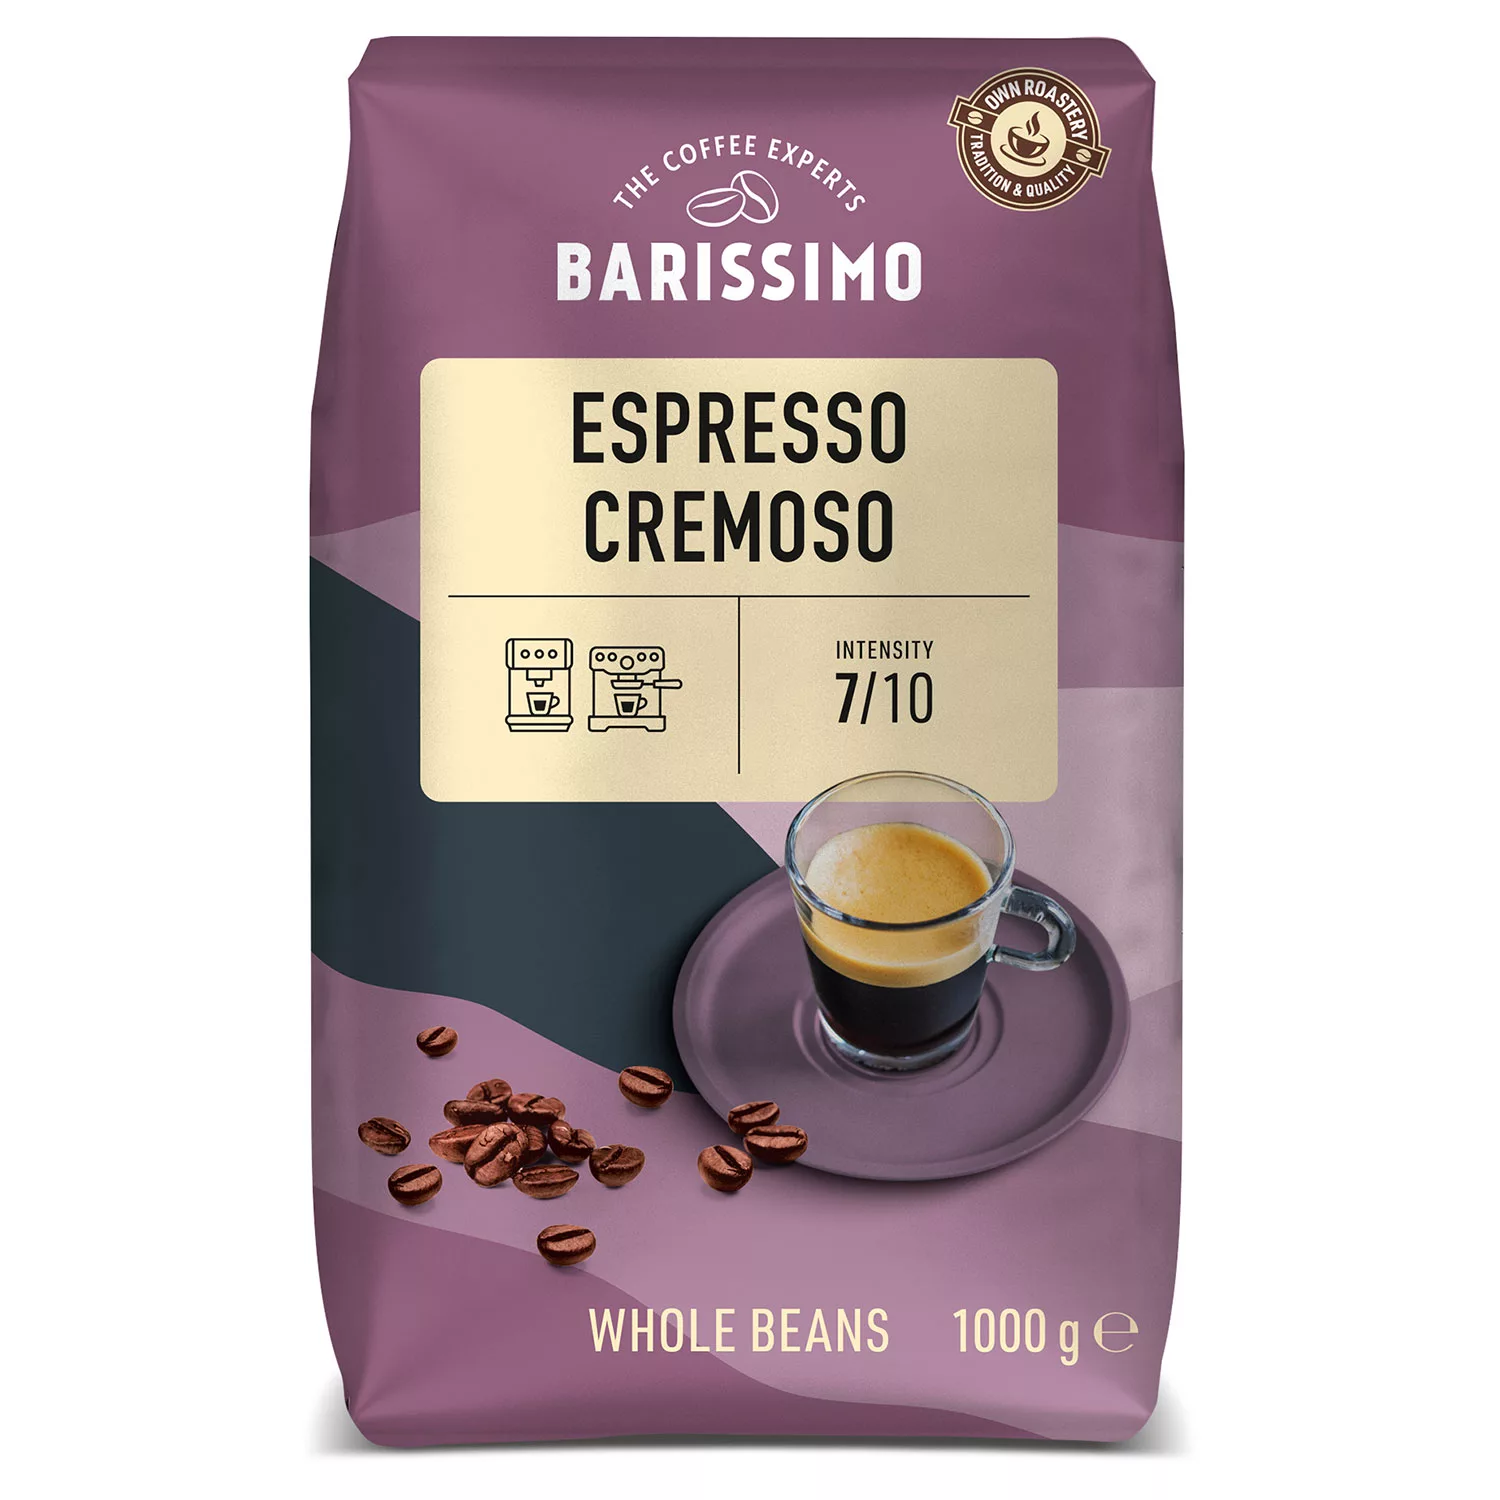 OWN ROASTERY
TRADITION & QUALITY
THE COFFEE EXPERTS
BARISSIMO
ESPRESSO
CREMOSO
INTENSITY
7/10
WHOLE BEANS 1000 g ℮